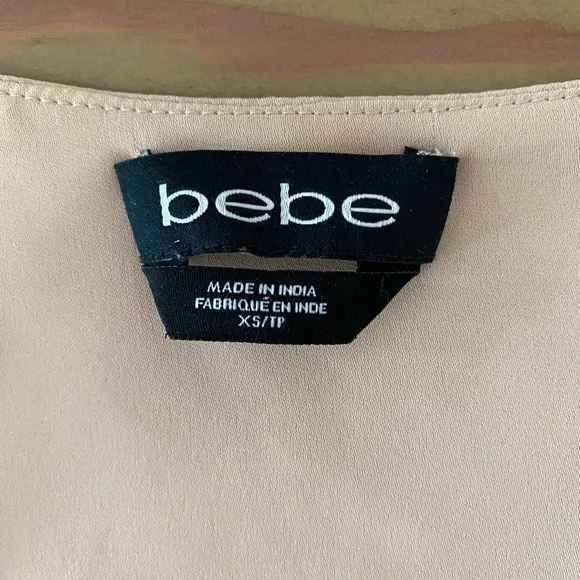 bebe
MADE IN INDIA
FABRIQUÉ EN INDE
XS/TP